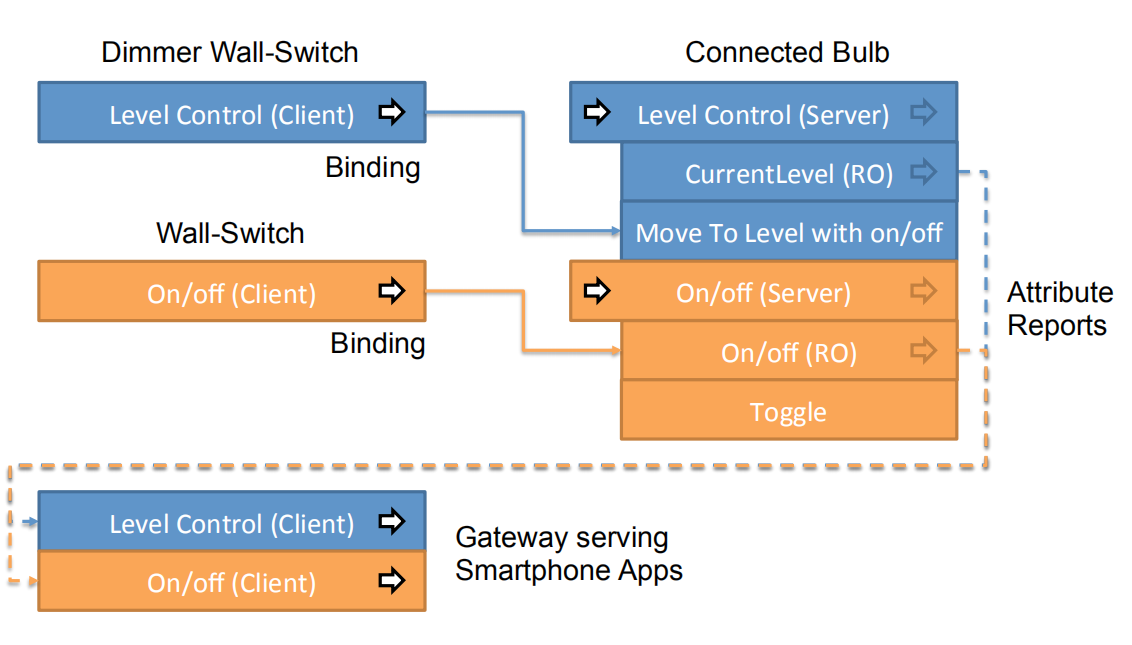 Dimmer Wall-Switch
Connected Bulb
Level Control (Client)
Level Control (Server)
Binding
CurrentLevel (RO)
Wall-Switch
Move To Level with on/off
On/off (Client)
On/off (Server)
Attribute
Reports
Binding
On/off (RO)
Toggle
Level Control (Client)
On/off (Client)
Gateway serving
Smartphone Apps